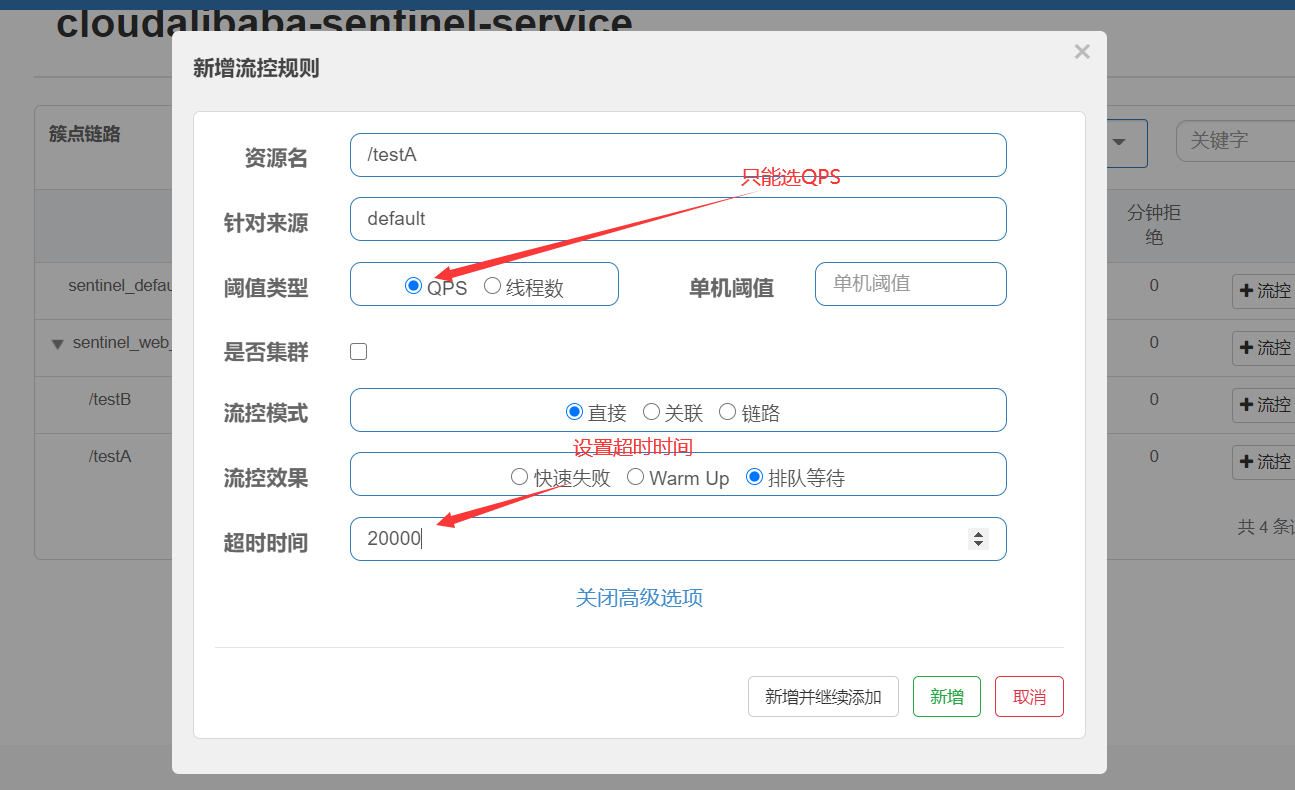 cloudalibaba-sentinel-service
新增流控规则
×
簇点链路
关键字
资源名
/testA
只能选QPS
针对来源
default
分钟拒
绝
阈值类型
QPS 线程数
单机阈值
单机阈值
sentinel_defau
0
流控
是否集群
sentinel_web_
0
流控
/testB
0
流控
流控模式
直接 关联 链路
设置超时时间
/testA
0
流控
流控效果
快速失败 Warm Up 排队等待
超时时间
20000
共 4 条
关闭高级选项
新增并继续添加
新增
取消